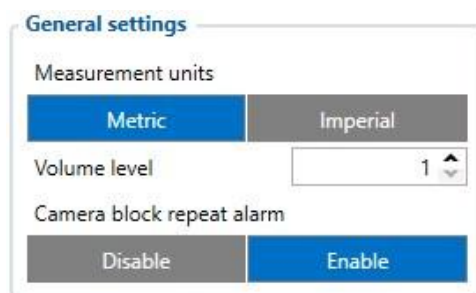 General settings
Measurement units
Metric Imperial
Volume level 1
Camera block repeat alarm
Disable Enable